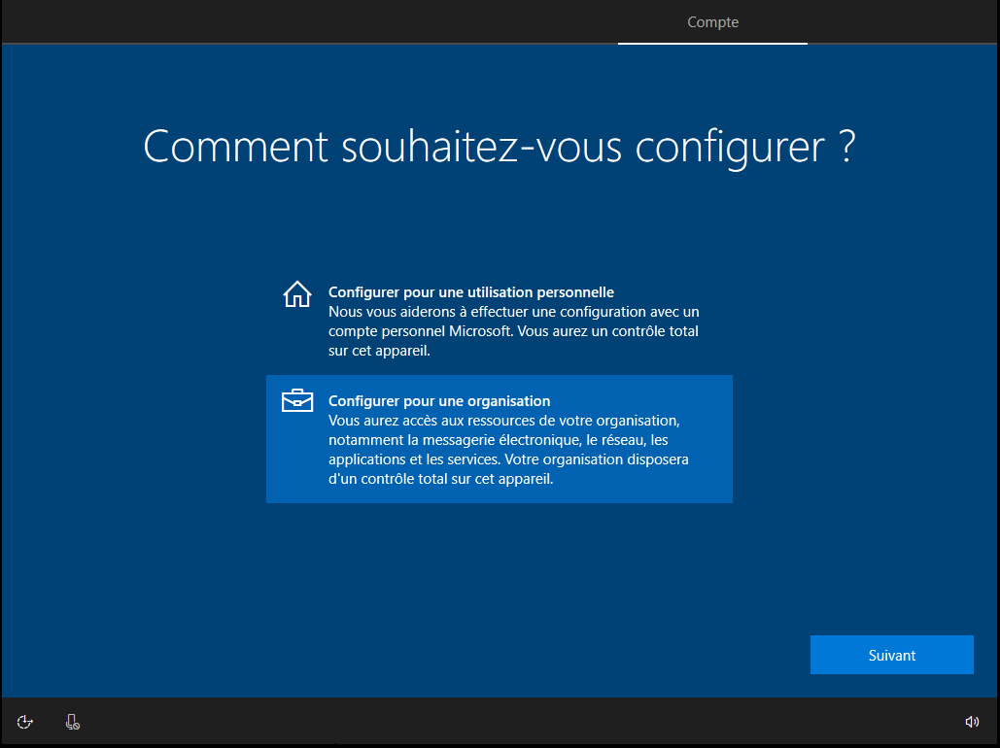 Compte
Comment souhaitez-vous configurer ?
Configurer pour une utilisation personnelle
Nous vous aiderons à effectuer une configuration avec un
compte personnel Microsoft. Vous aurez un contrôle total
sur cet appareil.
Configurer pour une organisation
Vous aurez accès aux ressources de votre organisation,
notamment la messagerie électronique, le réseau, les
applications et les services. Votre organisation disposera
d'un contrôle total sur cet appareil.
Suivant